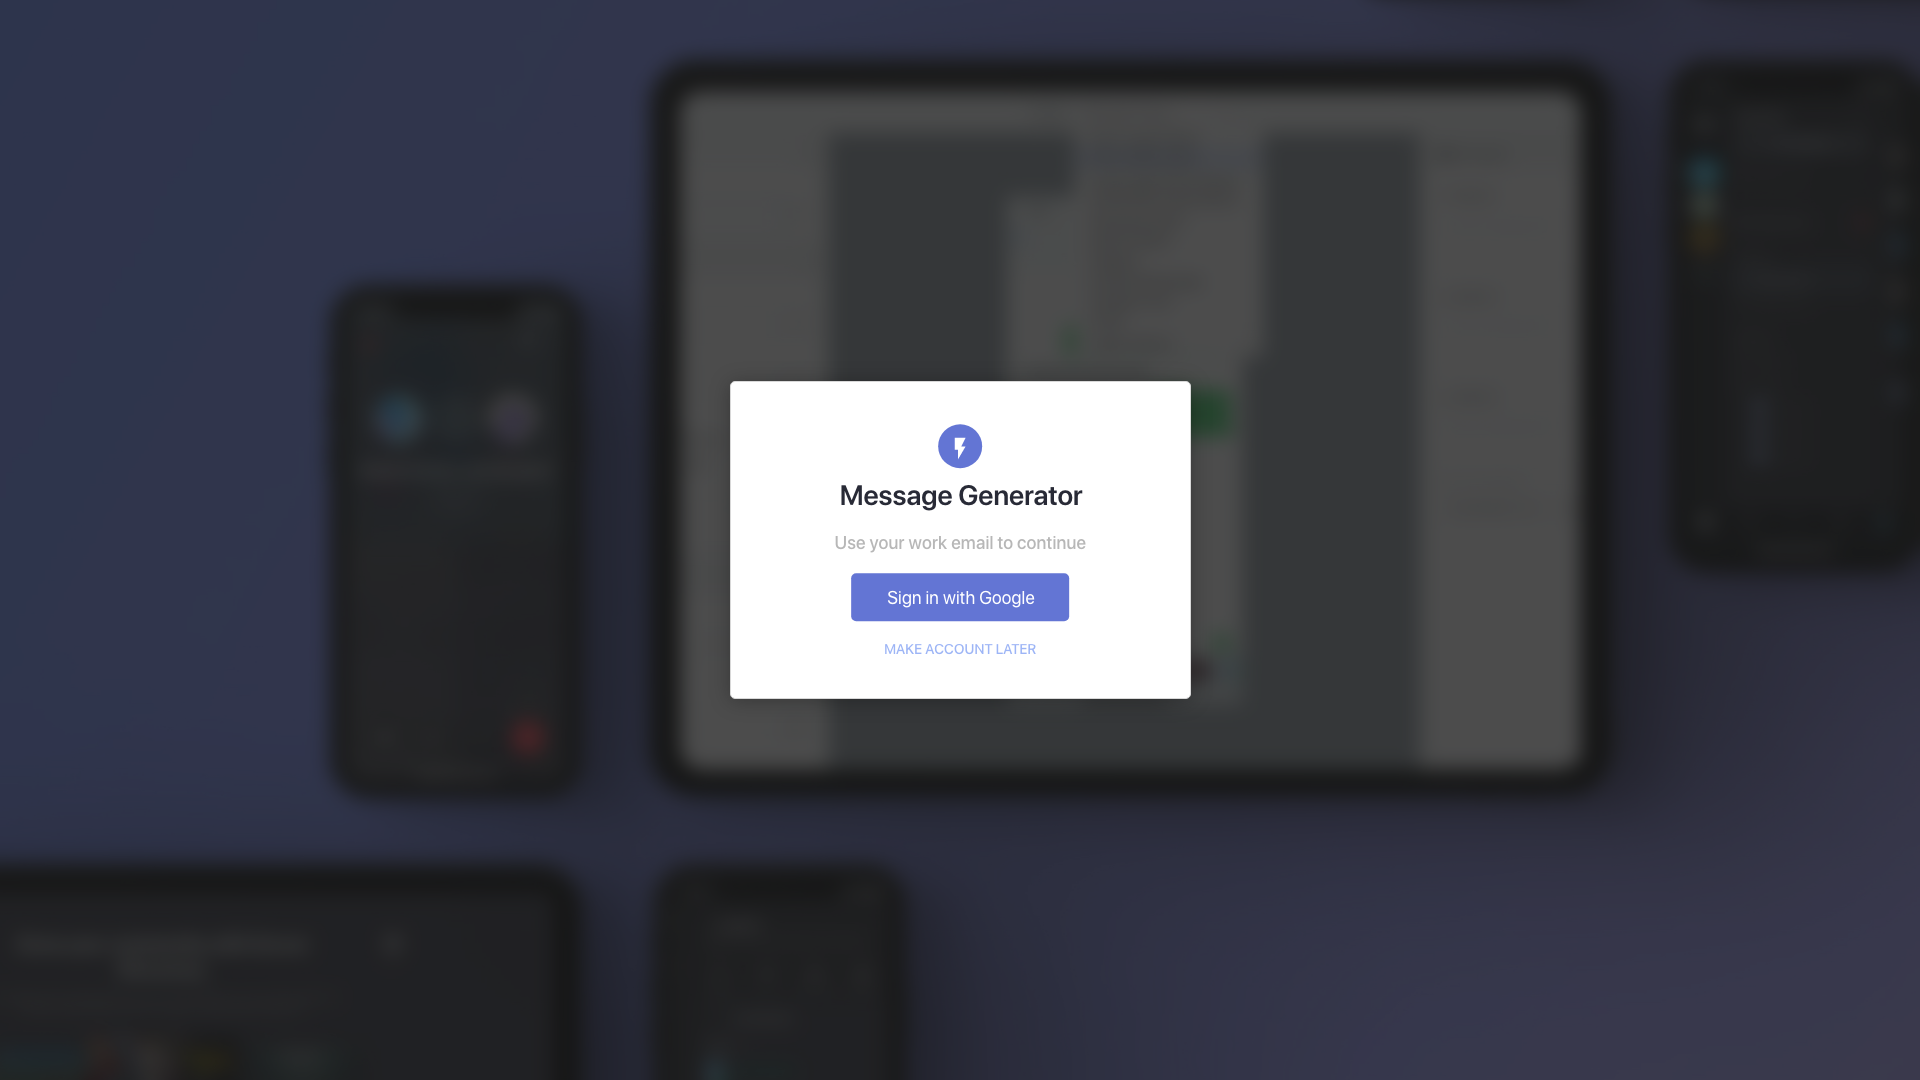 Message Generator
Use your work email to continue
Sign in with Google
MAKE ACCOUNT LATER